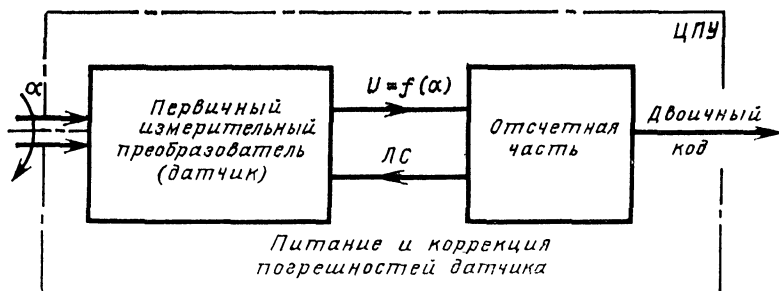 ЦПУ
α
Первичный
измерительный
преобразователь
(датчик)
U=f(α)
ЛС
Отсчетная
часть
Двоичный
код
Питание и коррекция
погрешностей датчика